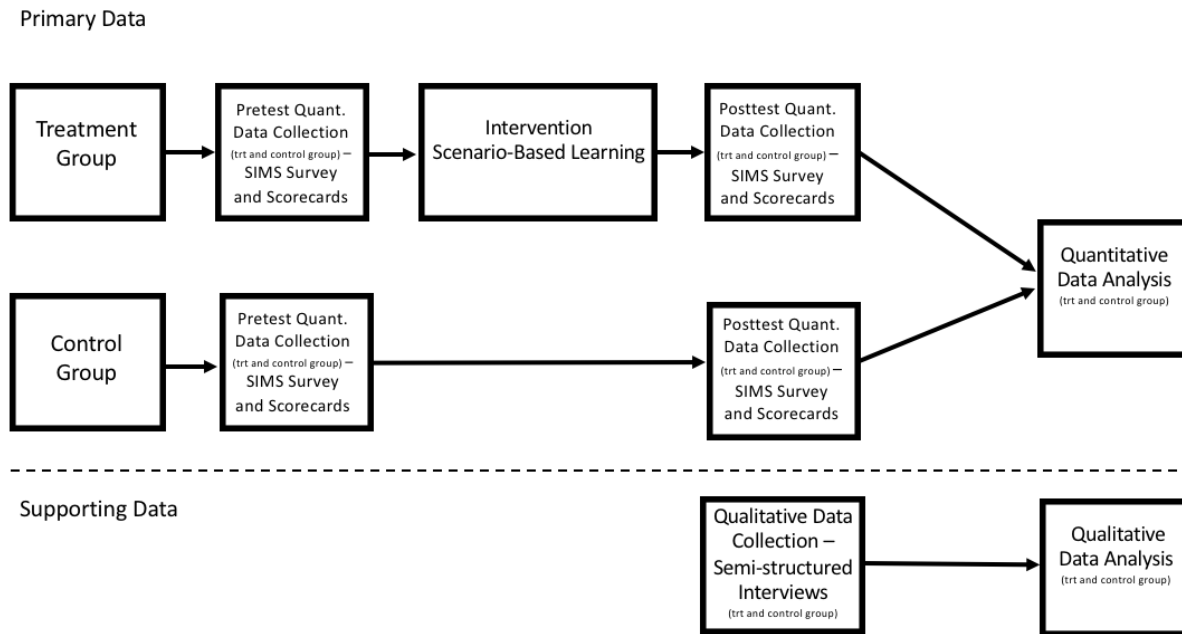 Primary Data
Treatment
Group
Pretest Quant.
Data Collection
(trt and control group) –
SIMS Survey
and Scorecards
Intervention
Scenario-Based Learning
Posttest Quant.
Data Collection
(trt and control group) –
SIMS Survey
and Scorecards
Quantitative
Data Analysis
(trt and control group)
Control
Group
Pretest Quant.
Data Collection
(trt and control group) –
SIMS Survey
and Scorecards
Posttest Quant.
Data Collection
(trt and control group) –
SIMS Survey
and Scorecards
Supporting Data
Qualitative Data
Collection –
Semi-structured
Interviews
(trt and control group)
Qualitative
Data Analysis
(trt and control group)